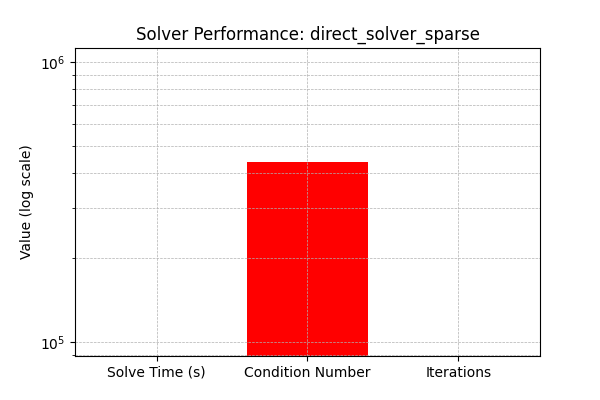 Solver Performance: direct_solver_sparse
10⁶
Value (log scale)
10⁵
Solve Time (s)
Condition Number
Iterations